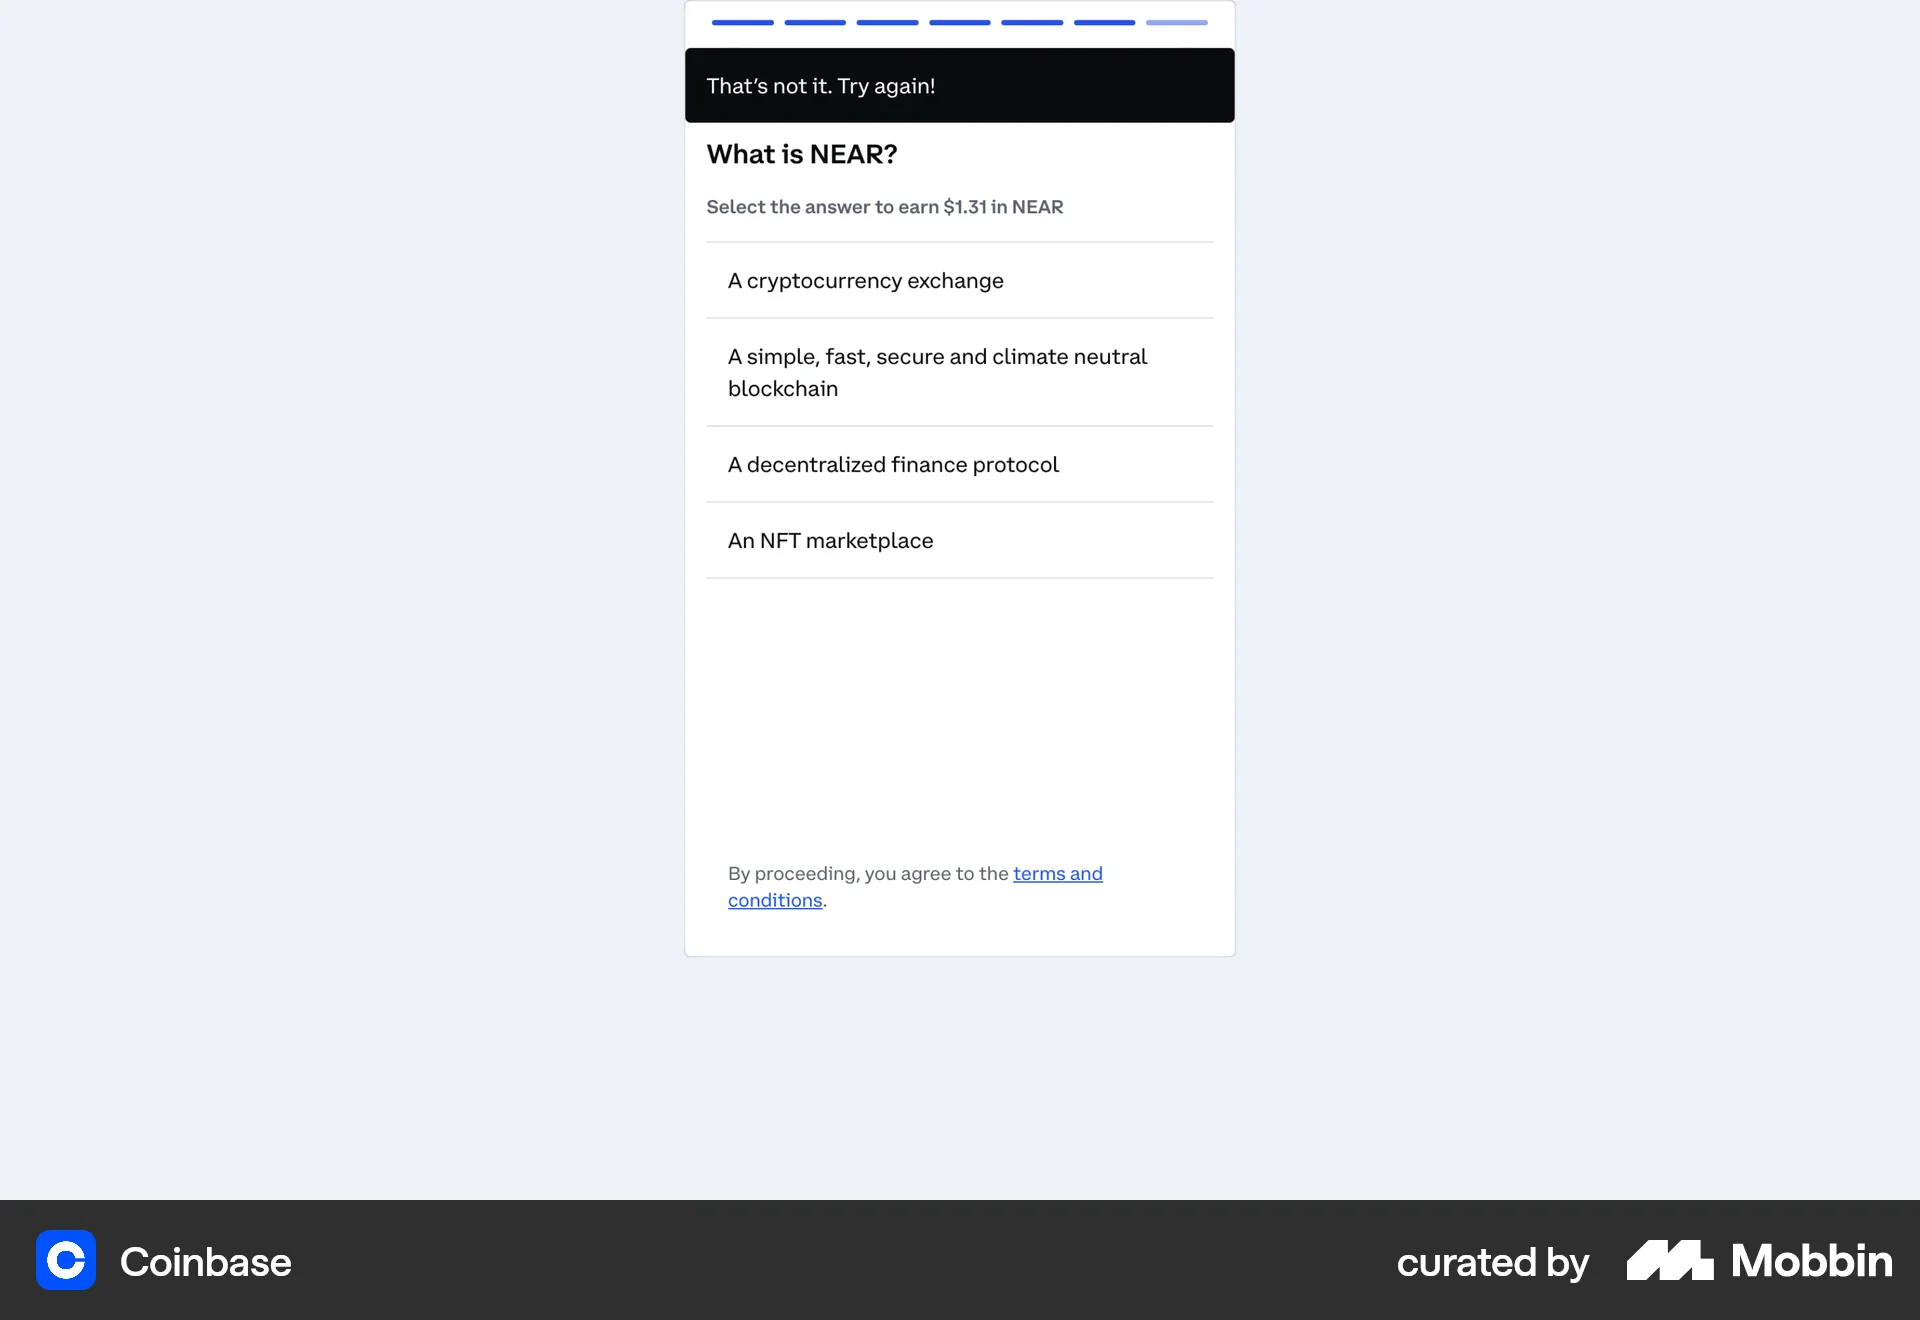 That's not it. Try again!
What is NEAR?
Select the answer to earn $1.31 in NEAR
A cryptocurrency exchange
A simple, fast, secure and climate neutral
blockchain
A decentralized finance protocol
An NFT marketplace
By proceeding, you agree to the terms and
conditions.
Coinbase
curated by Mobbin